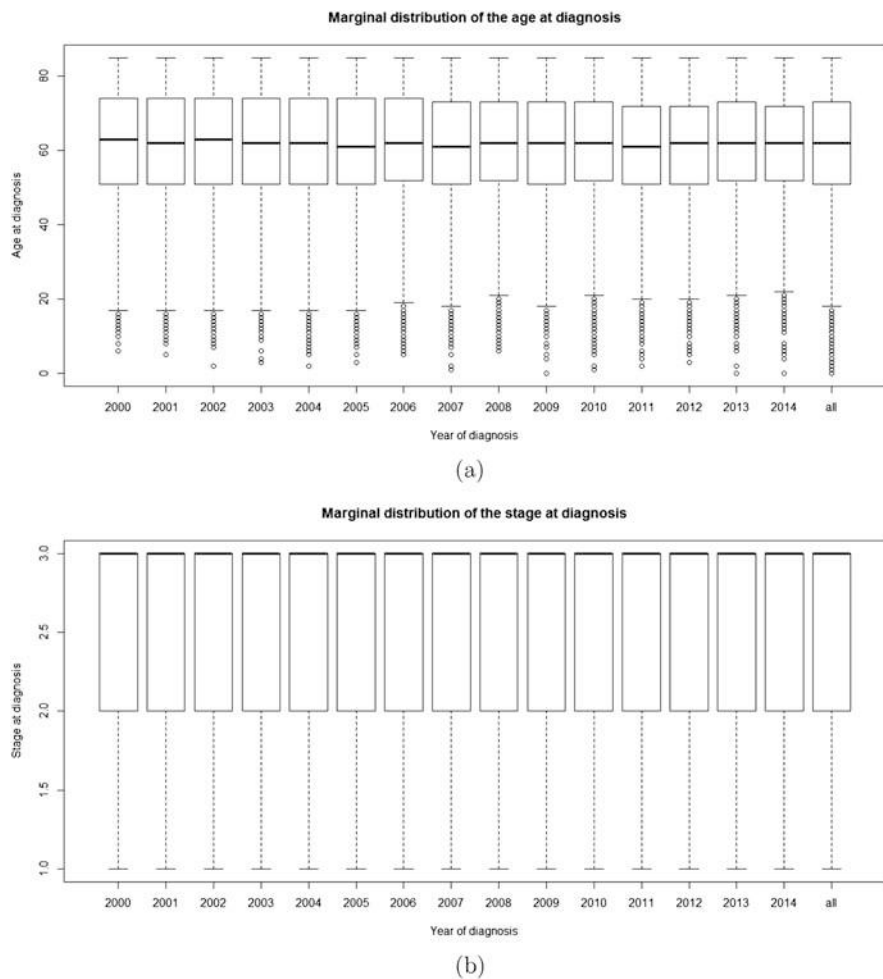 Marginal distribution of the age at diagnosis
Age at diagnosis
80
60
40
20
0
2000 2001 2002 2003 2004 2005 2006 2007 2008 2009 2010 2011 2012 2013 2014 all
Year of diagnosis
(a)
Marginal distribution of the stage at diagnosis
Stage at diagnosis
3.0
2.5
2.0
1.5
1.0
2000 2001 2002 2003 2004 2005 2006 2007 2008 2009 2010 2011 2012 2013 2014 all
Year of diagnosis
(b)